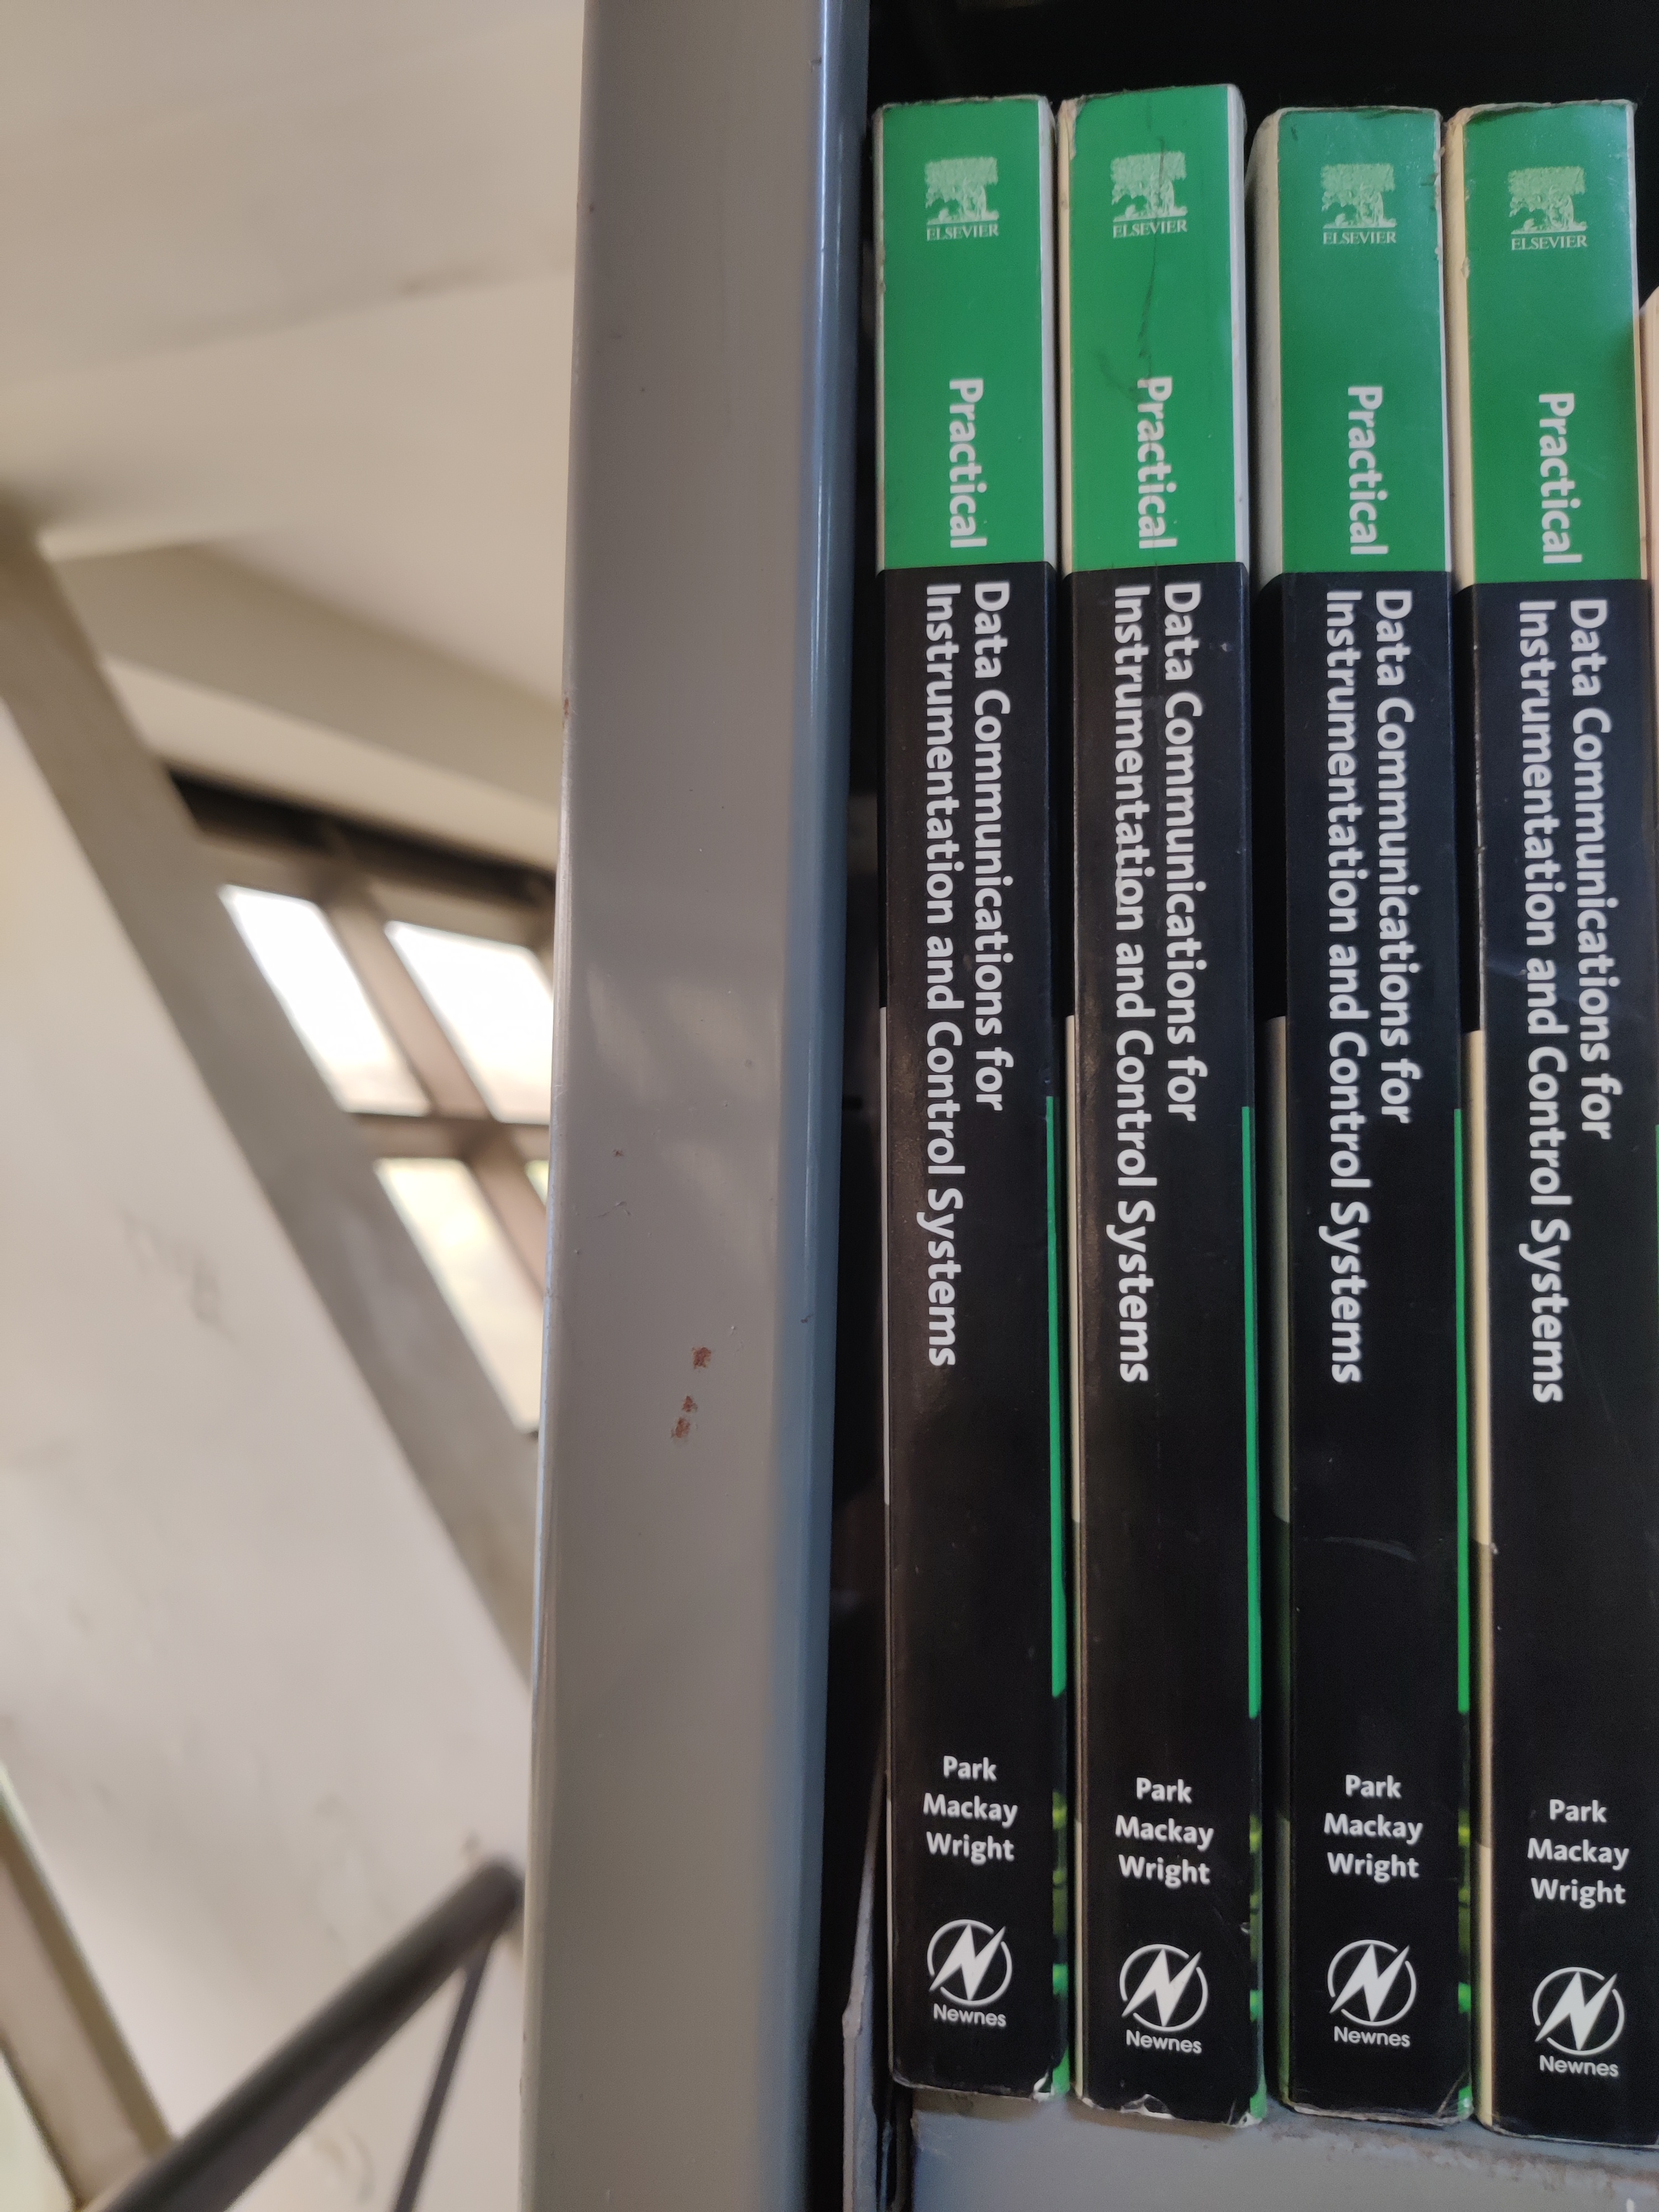 ELSEVIER
Practical
Data Communications for
Instrumentation and Control Systems
Park
Mackay
Wright
Newnes
ELSEVIER
Practical
Data Communications for
Instrumentation and Control Systems
Park
Mackay
Wright
Newnes
ELSEVIER
Practical
Data Communications for
Instrumentation and Control Systems
Park
Mackay
Wright
Newnes
ELSEVIER
Practical
Data Communications for
Instrumentation and Control Systems
Park
Mackay
Wright
Newnes